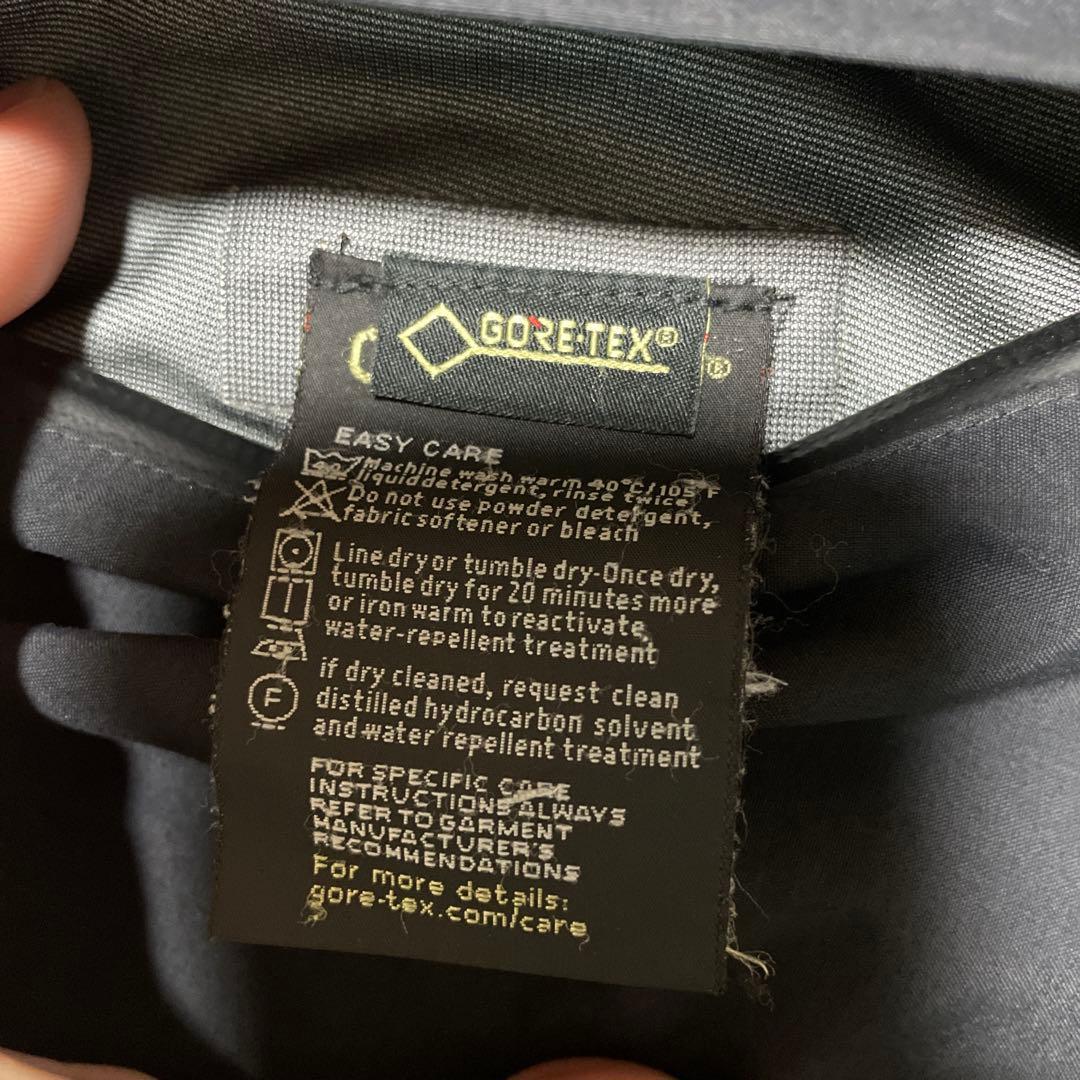 GORE-TEX®
®
EASY CARE
40 Machine wash warm 40°C/105°F
liquid detergent, rinse twice
Do not use powder detergent,
fabric softener or bleach
Line dry or tumble dry-Once dry,
tumble dry for 20 minutes more
or iron warm to reactivate
water-repellent treatment
F
if dry cleaned, request clean
distilled hydrocarbon solvent
and water repellent treatment
FOR SPECIFIC CARE
INSTRUCTIONS ALWAYS
REFER TO GARMENT
MANUFACTURER'S
RECOMMENDATIONS
For more details:
gore-tex.com/care